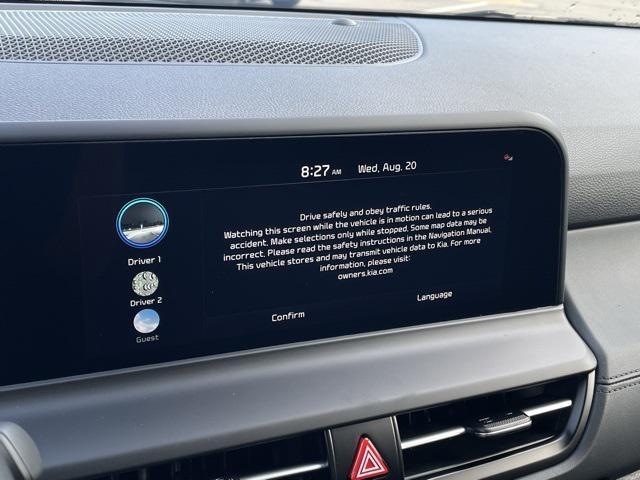 8:27 AM Wed, Aug. 20
Drive safely and obey traffic rules.
Watching this screen while the vehicle is in motion can lead to a serious
accident. Make selections only while stopped. Some map data may be
incorrect. Please read the safety instructions in the Navigation Manual.
This vehicle stores and may transmit vehicle data to Kia. For more
information, please visit:
owners.kia.com
Driver 1
Driver 2
Guest
Confirm
Language